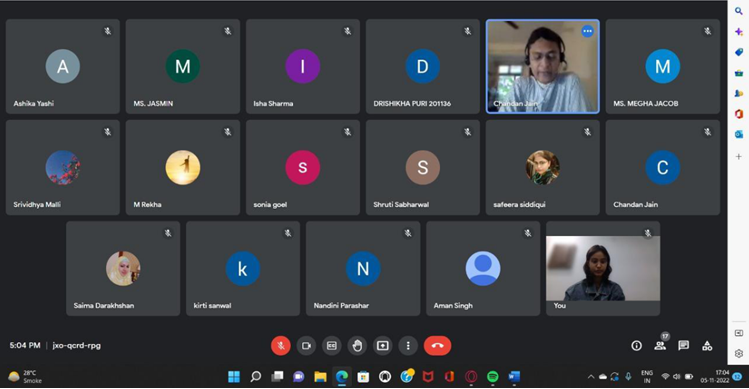 A
M
I
D
M
Ashika Yashi
MS. JASMIN
Isha Sharma
DRISHIKHA PURI 201136
Chandan Jain
MS. MEGHA JACOB
s
S
C
Srividhya Malli
M Rekha
sonia goel
Shruti Sabharwal
safeera siddiqui
Chandan Jain
k
N
Saima Darakhshan
kirti sanwal
Nandini Parashar
Aman Singh
You
5:04 PM | jxo-qcrd-rpg
17
28°C
Smoke
ENG
IN
17:04
05-11-2022